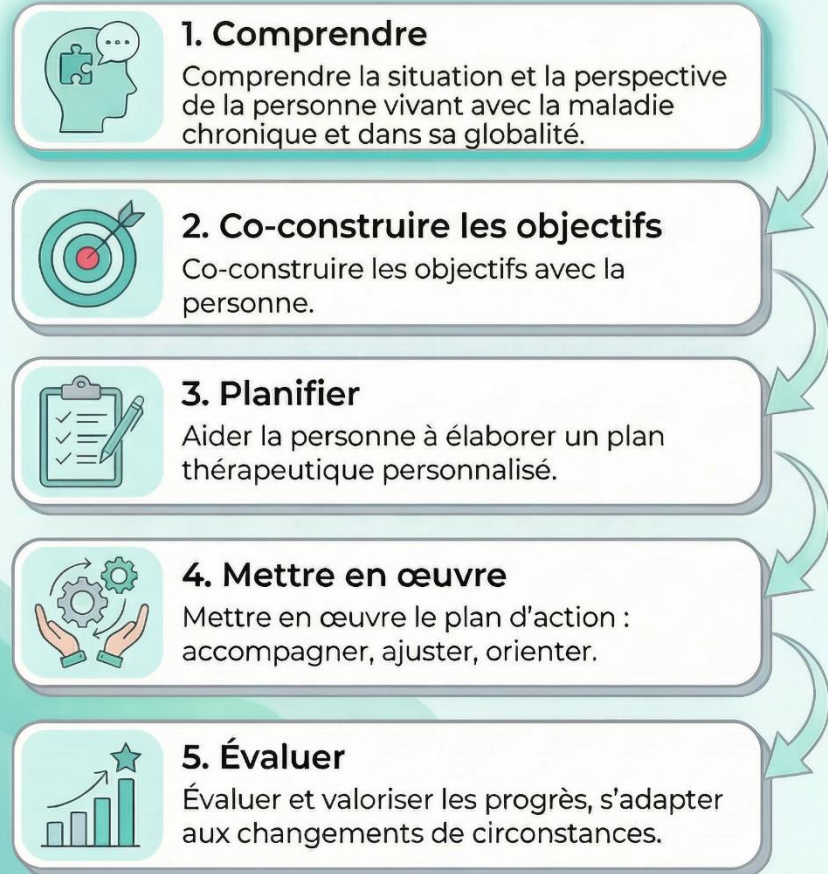 1. Comprendre
Comprendre la situation et la perspective
de la personne vivant avec la maladie
chronique et dans sa globalité.
2. Co-construire les objectifs
Co-construire les objectifs avec la
personne.
3. Planifier
Aider la personne à élaborer un plan
thérapeutique personnalisé.
4. Mettre en œuvre
Mettre en œuvre le plan d’action :
accompagner, ajuster, orienter.
5. Évaluer
Évaluer et valoriser les progrès, s’adapter
aux changements de circonstances.